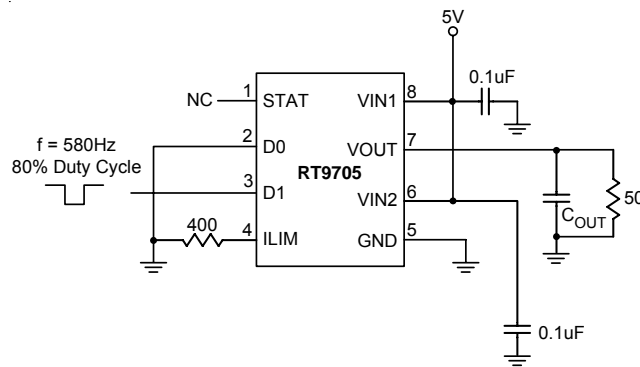 5V
0.1uF
NC
1
STAT
VIN1
8
f = 580Hz
80% Duty Cycle
2
D0
VOUT
7
RT9705
3
D1
VIN2
6
50
COUT
400
4
ILIM
GND
5
0.1uF